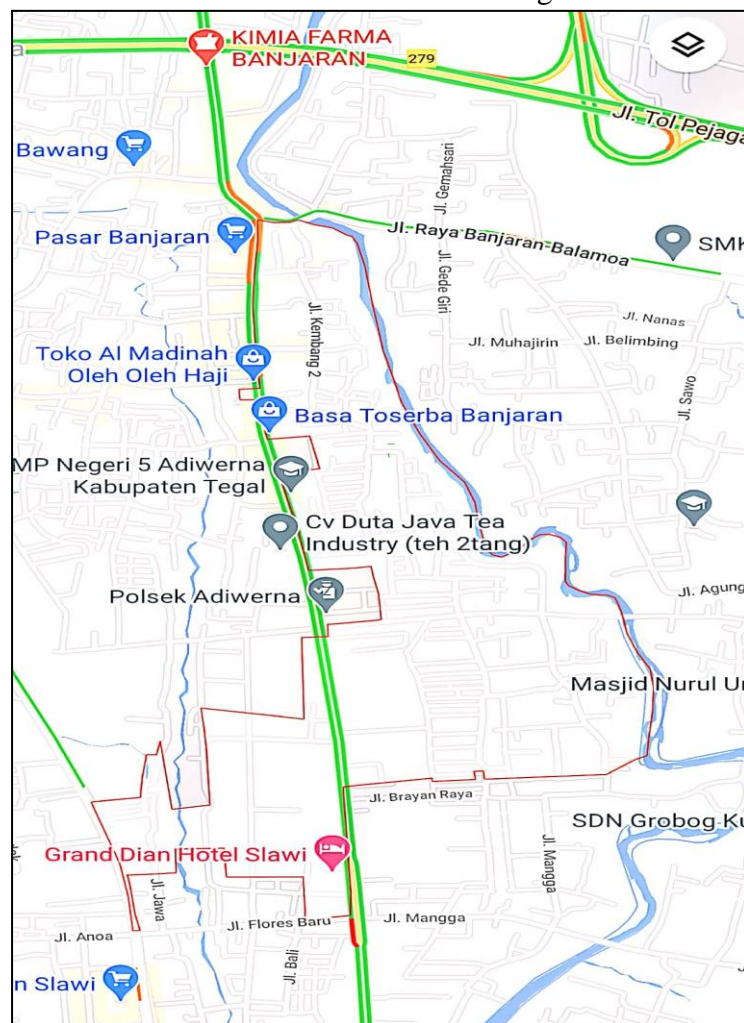 KIMIA FARMA
BANJARAN
279
Jl. Tol Pejaga
Bawang
Jl. Gemahsari
Pasar Banjaran
Jl. Raya Banjaran-Balamoa
SMK
Jl. Gede Giri
Jl. Kembang 2
Jl. Nanas
Jl. Muhajirin
Jl. Belimbing
Toko Al Madinah
Oleh Oleh Haji
Jl. Sawo
Basa Toserba Banjaran
MP Negeri 5 Adiwerna
Kabupaten Tegal
Cv Duta Java Tea
Industry (teh 2tang)
Polsek Adiwerna
Jl. Agung
Masjid Nurul Um
Jl. Brayan Raya
SDN Grobog Ku
Grand Dian Hotel Slawi
Jl. Mangga
Jl. Jawa
Jl. Flores Baru
Jl. Mangga
Jl. Anoa
Jl. Bali
n Slawi